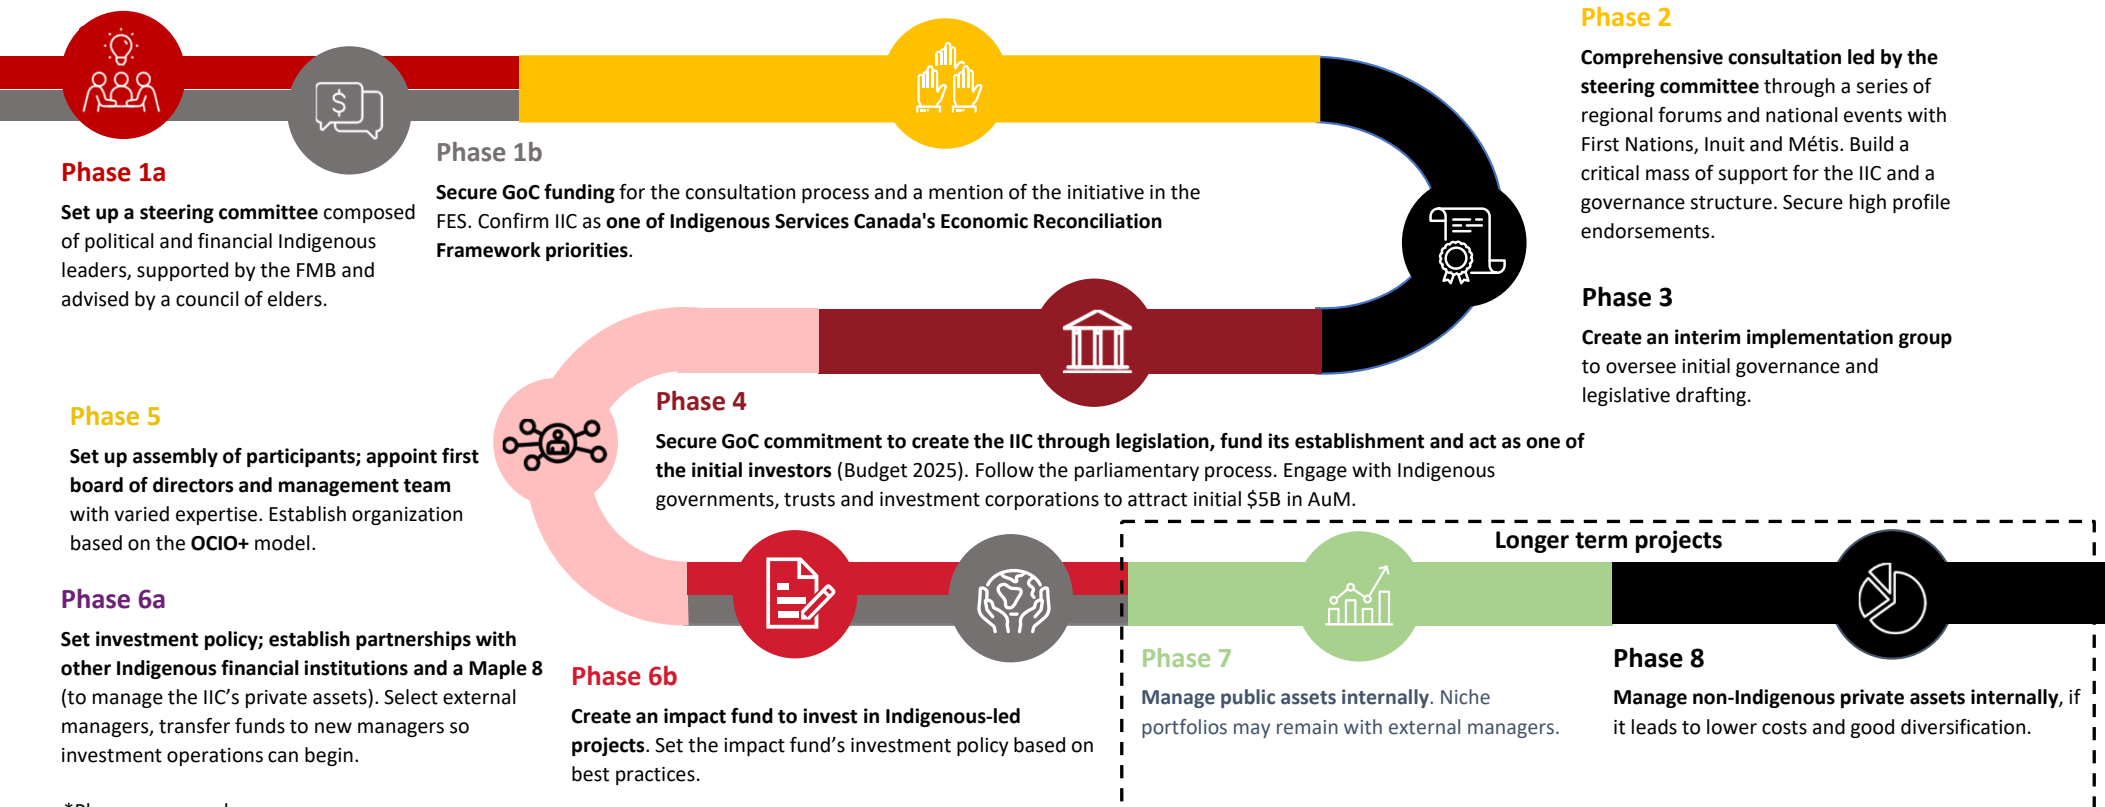 Phase 1a
Set up a steering committee composed
of political and financial Indigenous
leaders, supported by the FMB and
advised by a council of elders.
Phase 1b
Secure GoC funding for the consultation process and a mention of the initiative in the
FES. Confirm IIC as one of Indigenous Services Canada's Economic Reconciliation
Framework priorities.
Phase 2
Comprehensive consultation led by the
steering committee through a series of
regional forums and national events with
First Nations, Inuit and Métis. Build a
critical mass of support for the IIC and a
governance structure. Secure high profile
endorsements.
Phase 3
Create an interim implementation group
to oversee initial governance and
legislative drafting.
Phase 4
Secure GoC commitment to create the IIC through legislation, fund its establishment and act as one of
the initial investors (Budget 2025). Follow the parliamentary process. Engage with Indigenous
governments, trusts and investment corporations to attract initial $5B in AuM.
Phase 5
Set up assembly of participants; appoint first
board of directors and management team
with varied expertise. Establish organization
based on the OCIO+ model.
Phase 6a
Set investment policy; establish partnerships with
other Indigenous financial institutions and a Maple 8
(to manage the IIC’s private assets). Select external
managers, transfer funds to new managers so
investment operations can begin.
Phase 6b
Create an impact fund to invest in Indigenous-led
projects. Set the impact fund’s investment policy based on
best practices.
Longer term projects
Phase 7
Manage public assets internally. Niche
portfolios may remain with external managers.
Phase 8
Manage non-Indigenous private assets internally, if
it leads to lower costs and good diversification.